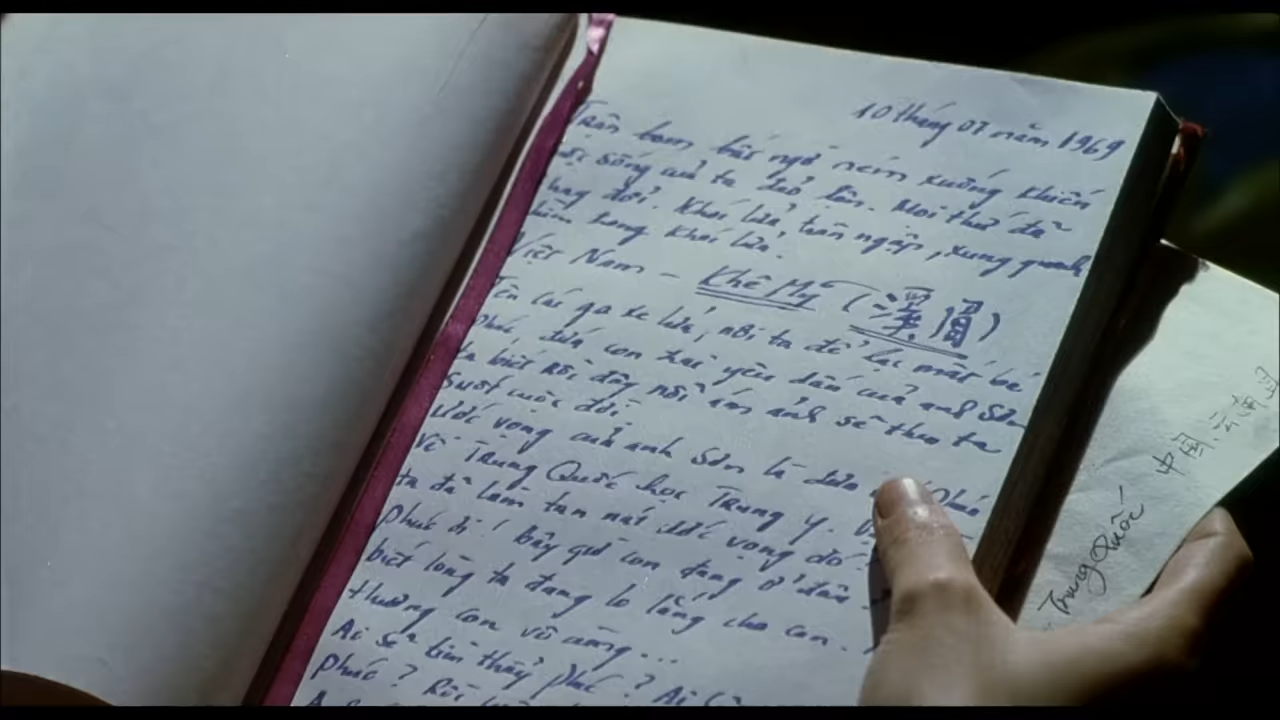 10 tháng 07 năm 1969
Trận bom bất ngờ ném xuống khiến
sống của ta đảo lộn. Mọi thứ đã
thay đổi. Khói lửa tràn ngập, xung quanh
chìm trong khói lửa.
Việt Nam – Khê My (溪
Tên cái ga xe lửa, nơi ta để lạc mất bé
Phúc, đứa con trai yêu dấu của anh Sơn
ta biết rồi đây nỗi ám ảnh sẽ theo ta
Suốt cuộc đời.
Ước vọng của anh Sơn là đưa Phúc
Về Trung Quốc học Trung y.
ta đã làm tan nát ước vọng đó.
Phúc ơi! Bây giờ con đang ở đâu
biết lòng ta đang lo lắng cho con.
thương con vô cùng...
Ai sẽ tìm thấy Phúc? Ai
Phúc? Rồi
中国.云南
Trung Quốc